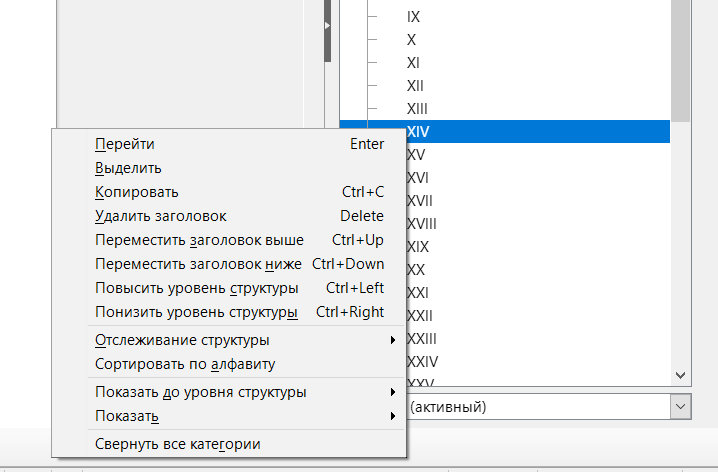 IX
X
XI
XII
XIII
XIV
XV
XVI
XVII
XVIII
XIX
XX
XXI
XXII
XXIII
XXIV
XXV
Перейти Enter
Выделить
Копировать Ctrl+C
Удалить заголовок Delete
Переместить заголовок выше Ctrl+Up
Переместить заголовок ниже Ctrl+Down
Повысить уровень структуры Ctrl+Left
Понизить уровень структуры Ctrl+Right
Отслеживание структуры
Сортировать по алфавиту
Показать до уровня структуры
Показать
Свернуть все категории
(активный)